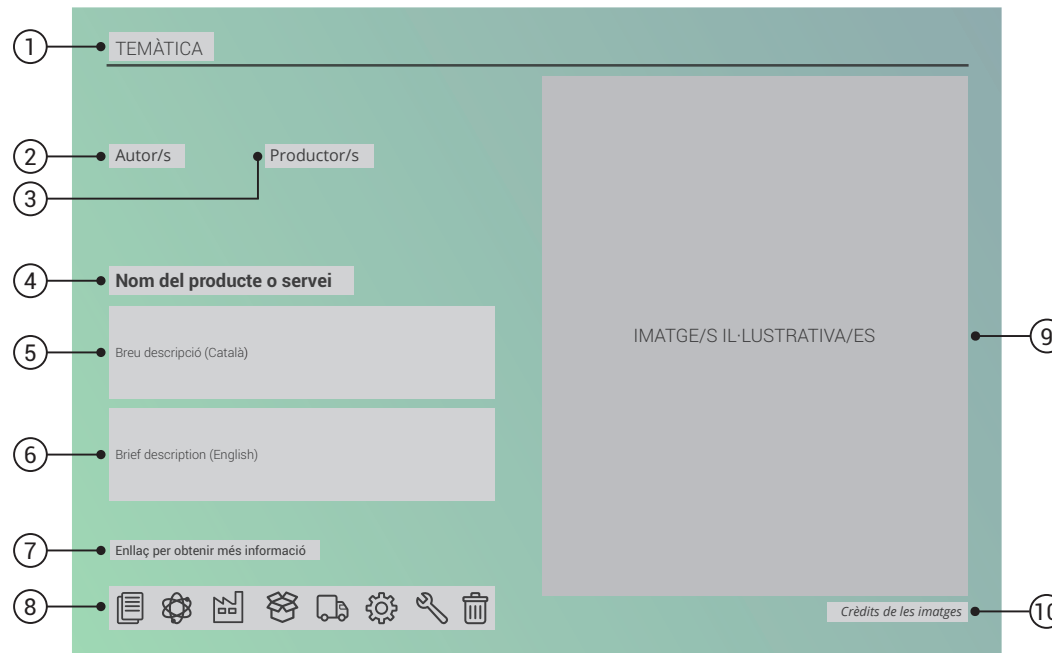 1
TEMÀTICA
2
Autor/s
Productor/s
3
4
Nom del producte o servei
5
Breu descripció (Català)
IMATGE/S IL·LUSTRATIVA/ES
9
6
Brief description (English)
7
Enllaç per obtenir més informació
8
Crèdits de les imatges
10